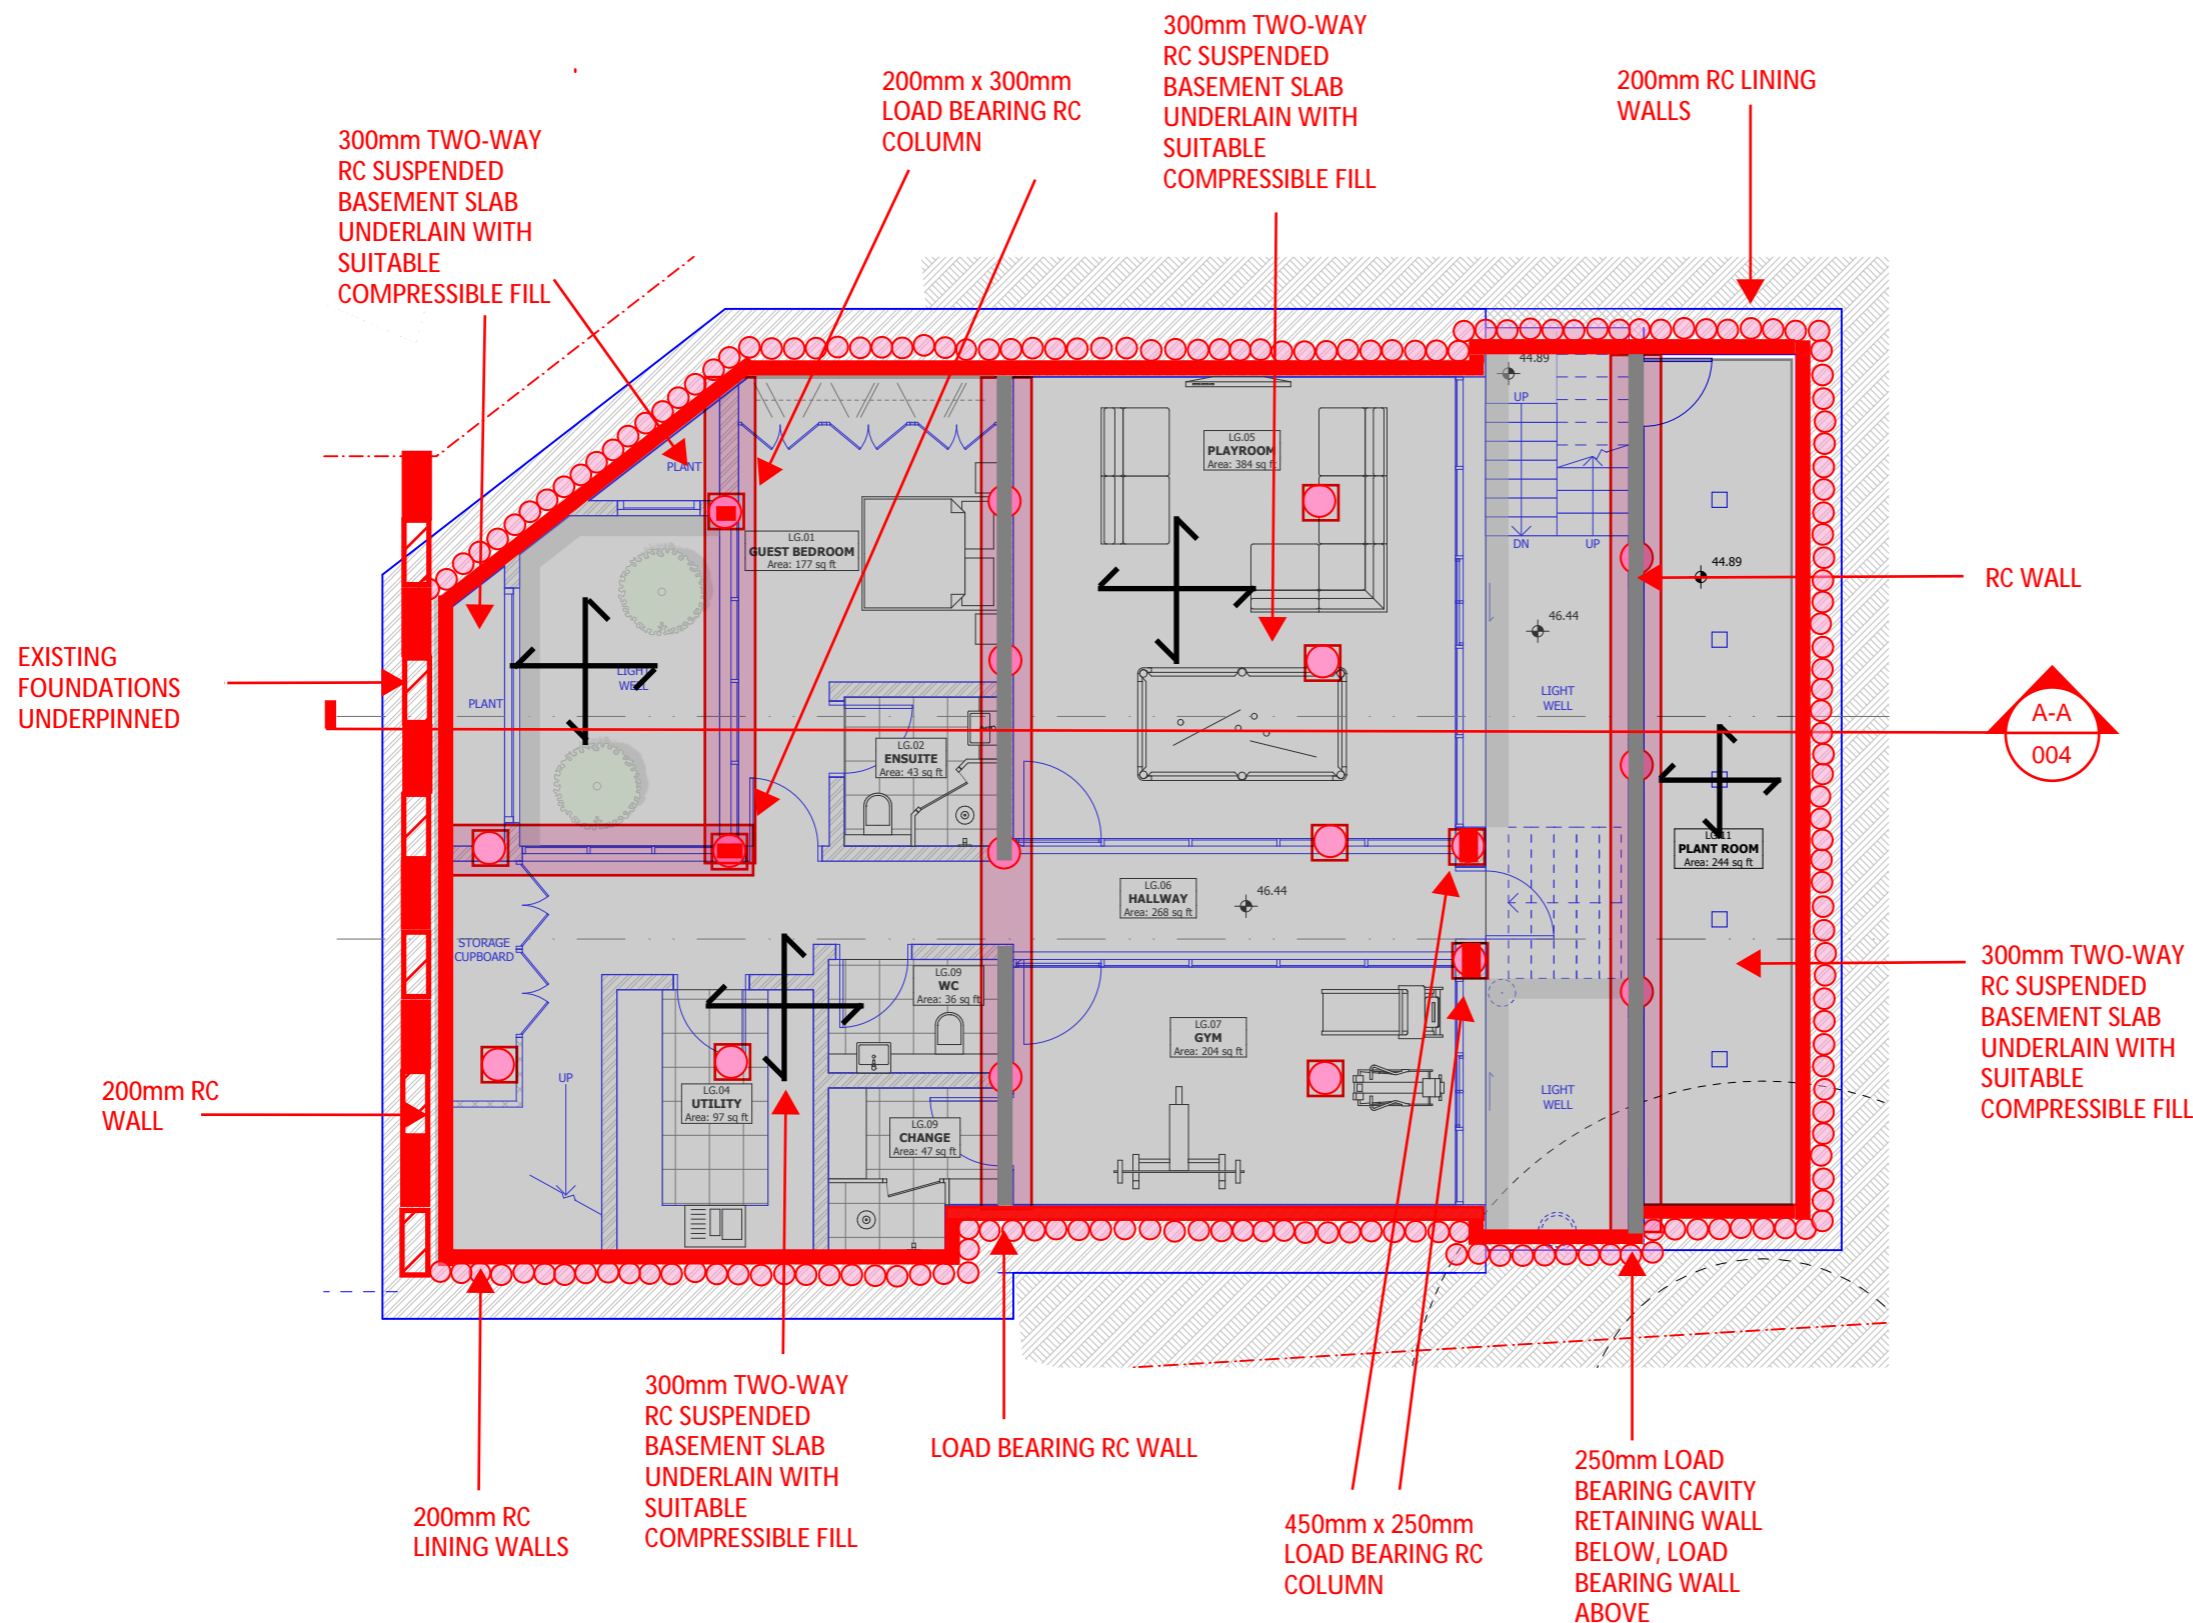 300mm TWO-WAY
RC SUSPENDED
BASEMENT SLAB
UNDERLAIN WITH
SUITABLE
COMPRESSIBLE FILL
200mm x 300mm
LOAD BEARING RC
COLUMN
200mm RC LINING
WALLS
300mm TWO-WAY
RC SUSPENDED
BASEMENT SLAB
UNDERLAIN WITH
SUITABLE
COMPRESSIBLE FILL
44.89
UP
LG.05
PLAYROOM
Area: 384 sq ft
PLANT
LG.01
GUEST BEDROOM
Area: 177 sq ft
DN
UP
44.89
RC WALL
46.44
EXISTING
FOUNDATIONS
UNDERPINNED
LIGHT
WELL
PLANT
LIGHT
WELL
A-A
004
LG.02
ENSUITE
Area: 43 sq ft
LG.11
PLANT ROOM
Area: 244 sq ft
LG.06
HALLWAY
Area: 268 sq ft
46.44
STORAGE
CUPBOARD
LG.09
WC
Area: 36 sq ft
300mm TWO-WAY
RC SUSPENDED
BASEMENT SLAB
UNDERLAIN WITH
SUITABLE
COMPRESSIBLE FILL
LG.07
GYM
Area: 204 sq ft
200mm RC
WALL
UP
LG.04
UTILITY
Area: 97 sq ft
LIGHT
WELL
LG.09
CHANGE
Area: 47 sq ft
300mm TWO-WAY
RC SUSPENDED
BASEMENT SLAB
UNDERLAIN WITH
SUITABLE
COMPRESSIBLE FILL
LOAD BEARING RC WALL
250mm LOAD
BEARING CAVITY
RETAINING WALL
BELOW, LOAD
BEARING WALL
ABOVE
200mm RC
LINING WALLS
450mm x 250mm
LOAD BEARING RC
COLUMN